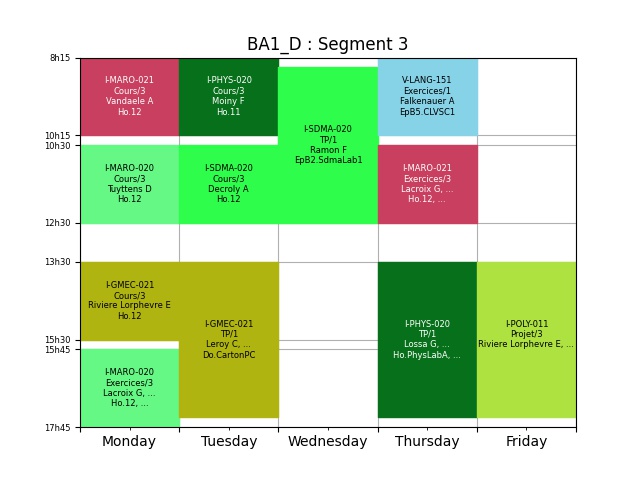 BA1_D : Segment 3
8h15
10h15
10h30
12h30
13h30
15h30
15h45
17h45
I-MARO-021
Cours/3
Vandaele A
Ho.12
I-MARO-020
Cours/3
Tuyttens D
Ho.12
I-GMEC-021
Cours/3
Riviere Lorphevre E
Ho.12
I-MARO-020
Exercices/3
Lacroix G, ...
Ho.12, ...
I-PHYS-020
Cours/3
Moiny F
Ho.11
I-SDMA-020
Cours/3
Decroly A
Ho.12
I-GMEC-021
TP/1
Leroy C, ...
Do.CartonPC
I-SDMA-020
TP/1
Ramon F
EpB2.SdmaLab1
V-LANG-151
Exercices/1
Falkenauer A
EpB5.CLVSC1
I-MARO-021
Exercices/3
Lacroix G, ...
Ho.12, ...
I-PHYS-020
TP/1
Lossa G, ...
Ho.PhysLabA, ...
I-POLY-011
Projet/3
Riviere Lorphevre E, ...
Monday
Tuesday
Wednesday
Thursday
Friday